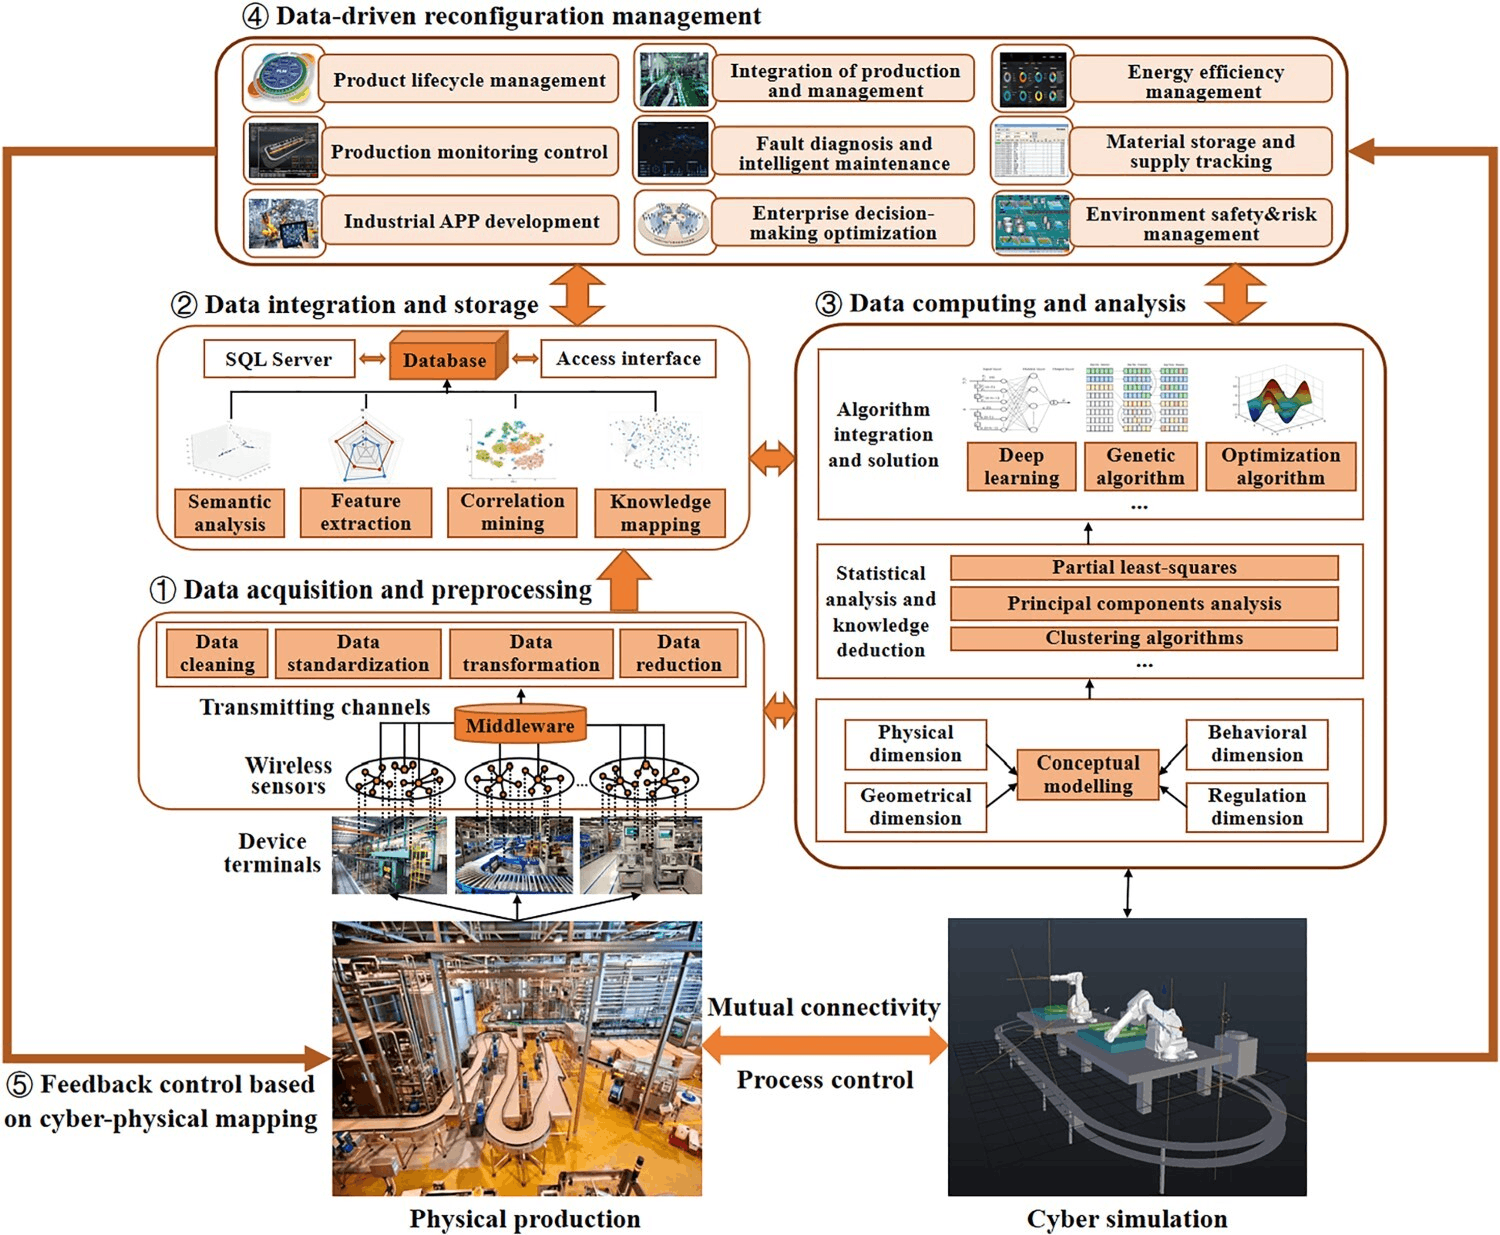 ④ Data-driven reconfiguration management
Product lifecycle management
Integration of production
and management
Energy efficiency
management
Production monitoring control
Fault diagnosis and
intelligent maintenance
Material storage and
supply tracking
Industrial APP development
Enterprise decision-
making optimization
Environment safety&risk
management
② Data integration and storage
SQL Server
Database
Access interface
Semantic
analysis
Feature
extraction
Correlation
mining
Knowledge
mapping
③ Data computing and analysis
Algorithm
integration
and solution
Deep
learning
Genetic
algorithm
Optimization
algorithm
...
Statistical
analysis and
knowledge
deduction
Partial least-squares
Principal components analysis
Clustering algorithms
...
Physical
dimension
Behavioral
dimension
Conceptual
modelling
Geometrical
dimension
Regulation
dimension
① Data acquisition and preprocessing
Data
cleaning
Data
standardization
Data
transformation
Data
reduction
Transmitting channels
Middleware
Wireless
sensors
...
Device
terminals
Mutual connectivity
Process control
⑤ Feedback control based
on cyber-physical mapping
Physical production
Cyber simulation